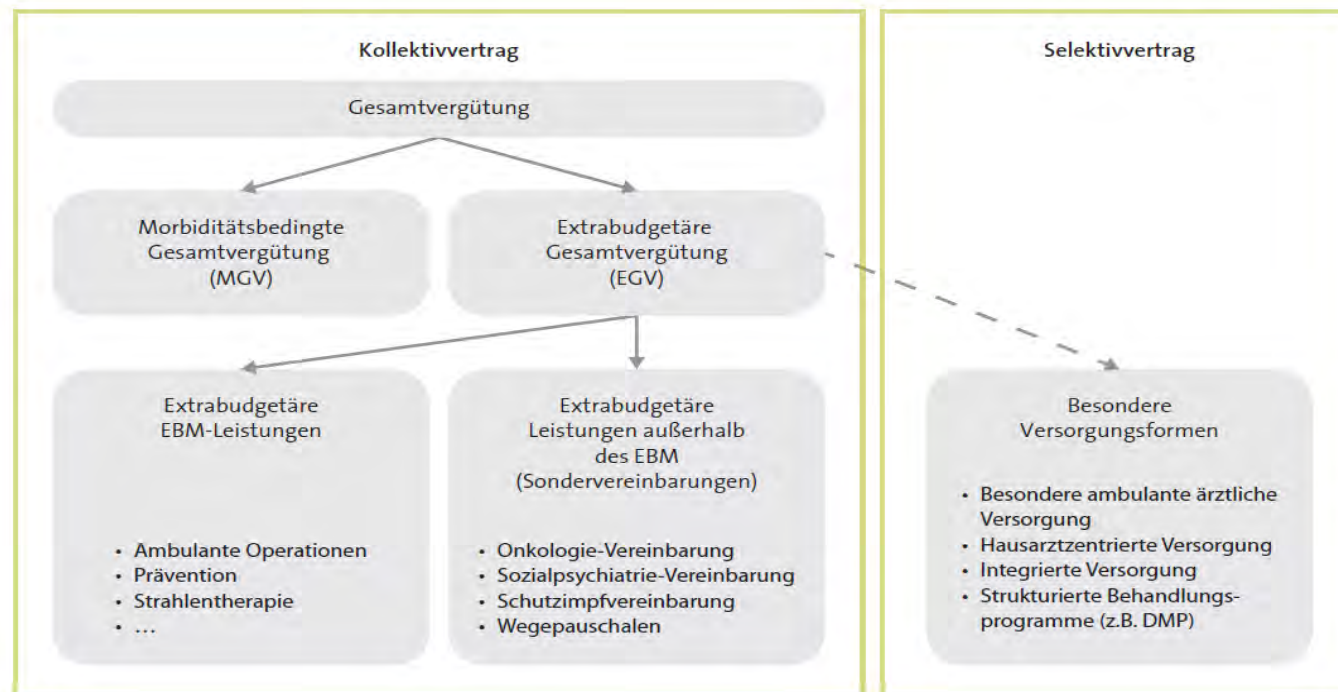 Kollektivvertrag
Selektivvertrag
Gesamtvergütung
Morbiditätsbedingte
Gesamtvergütung
(MGV)
Extrabudgetäre
Gesamtvergütung
(EGV)
Extrabudgetäre
EBM-Leistungen
• Ambulante Operationen
• Prävention
• Strahlentherapie
• …
Extrabudgetäre
Leistungen außerhalb
des EBM
(Sondervereinbarungen)
• Onkologie-Vereinbarung
• Sozialpsychiatrie-Vereinbarung
• Schutzimpfvereinbarung
• Wegepauschalen
Besondere
Versorgungsformen
• Besondere ambulante ärztliche
Versorgung
• Hausarztzentrierte Versorgung
• Integrierte Versorgung
• Strukturierte Behandlungs-
programme (z.B. DMP)